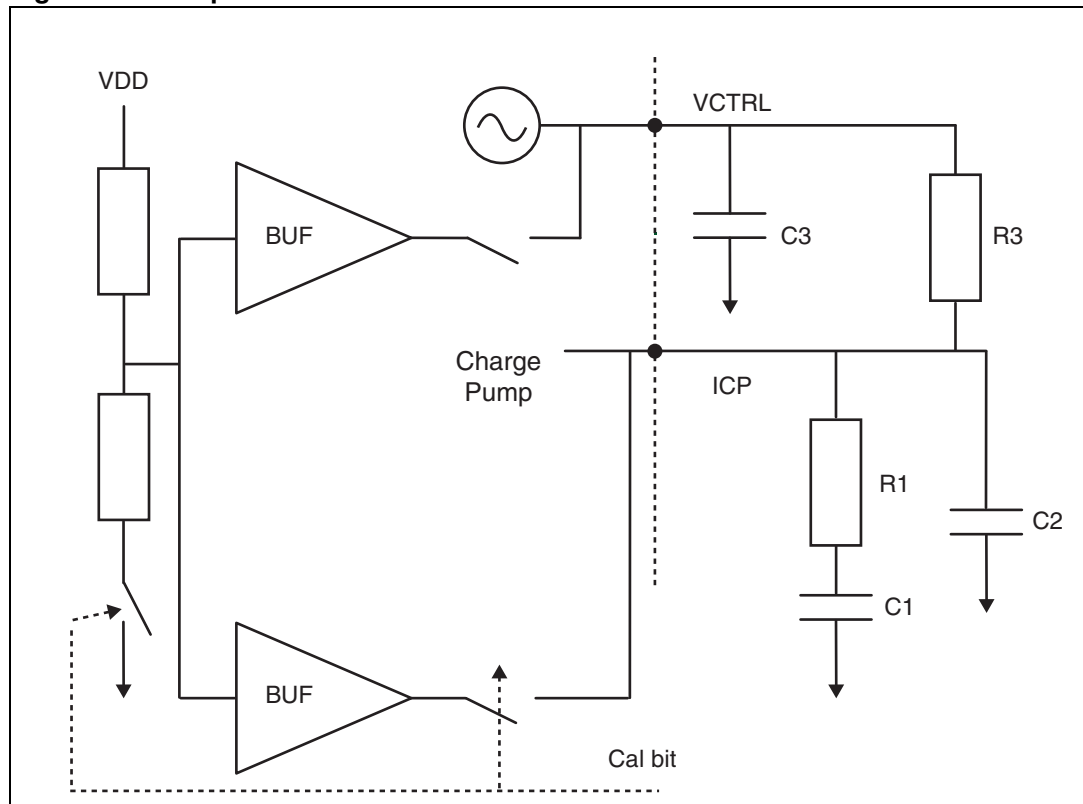 VDD
VCTRL
BUF
C3
R3
Charge
Pump
ICP
R1
C2
C1
BUF
Cal bit